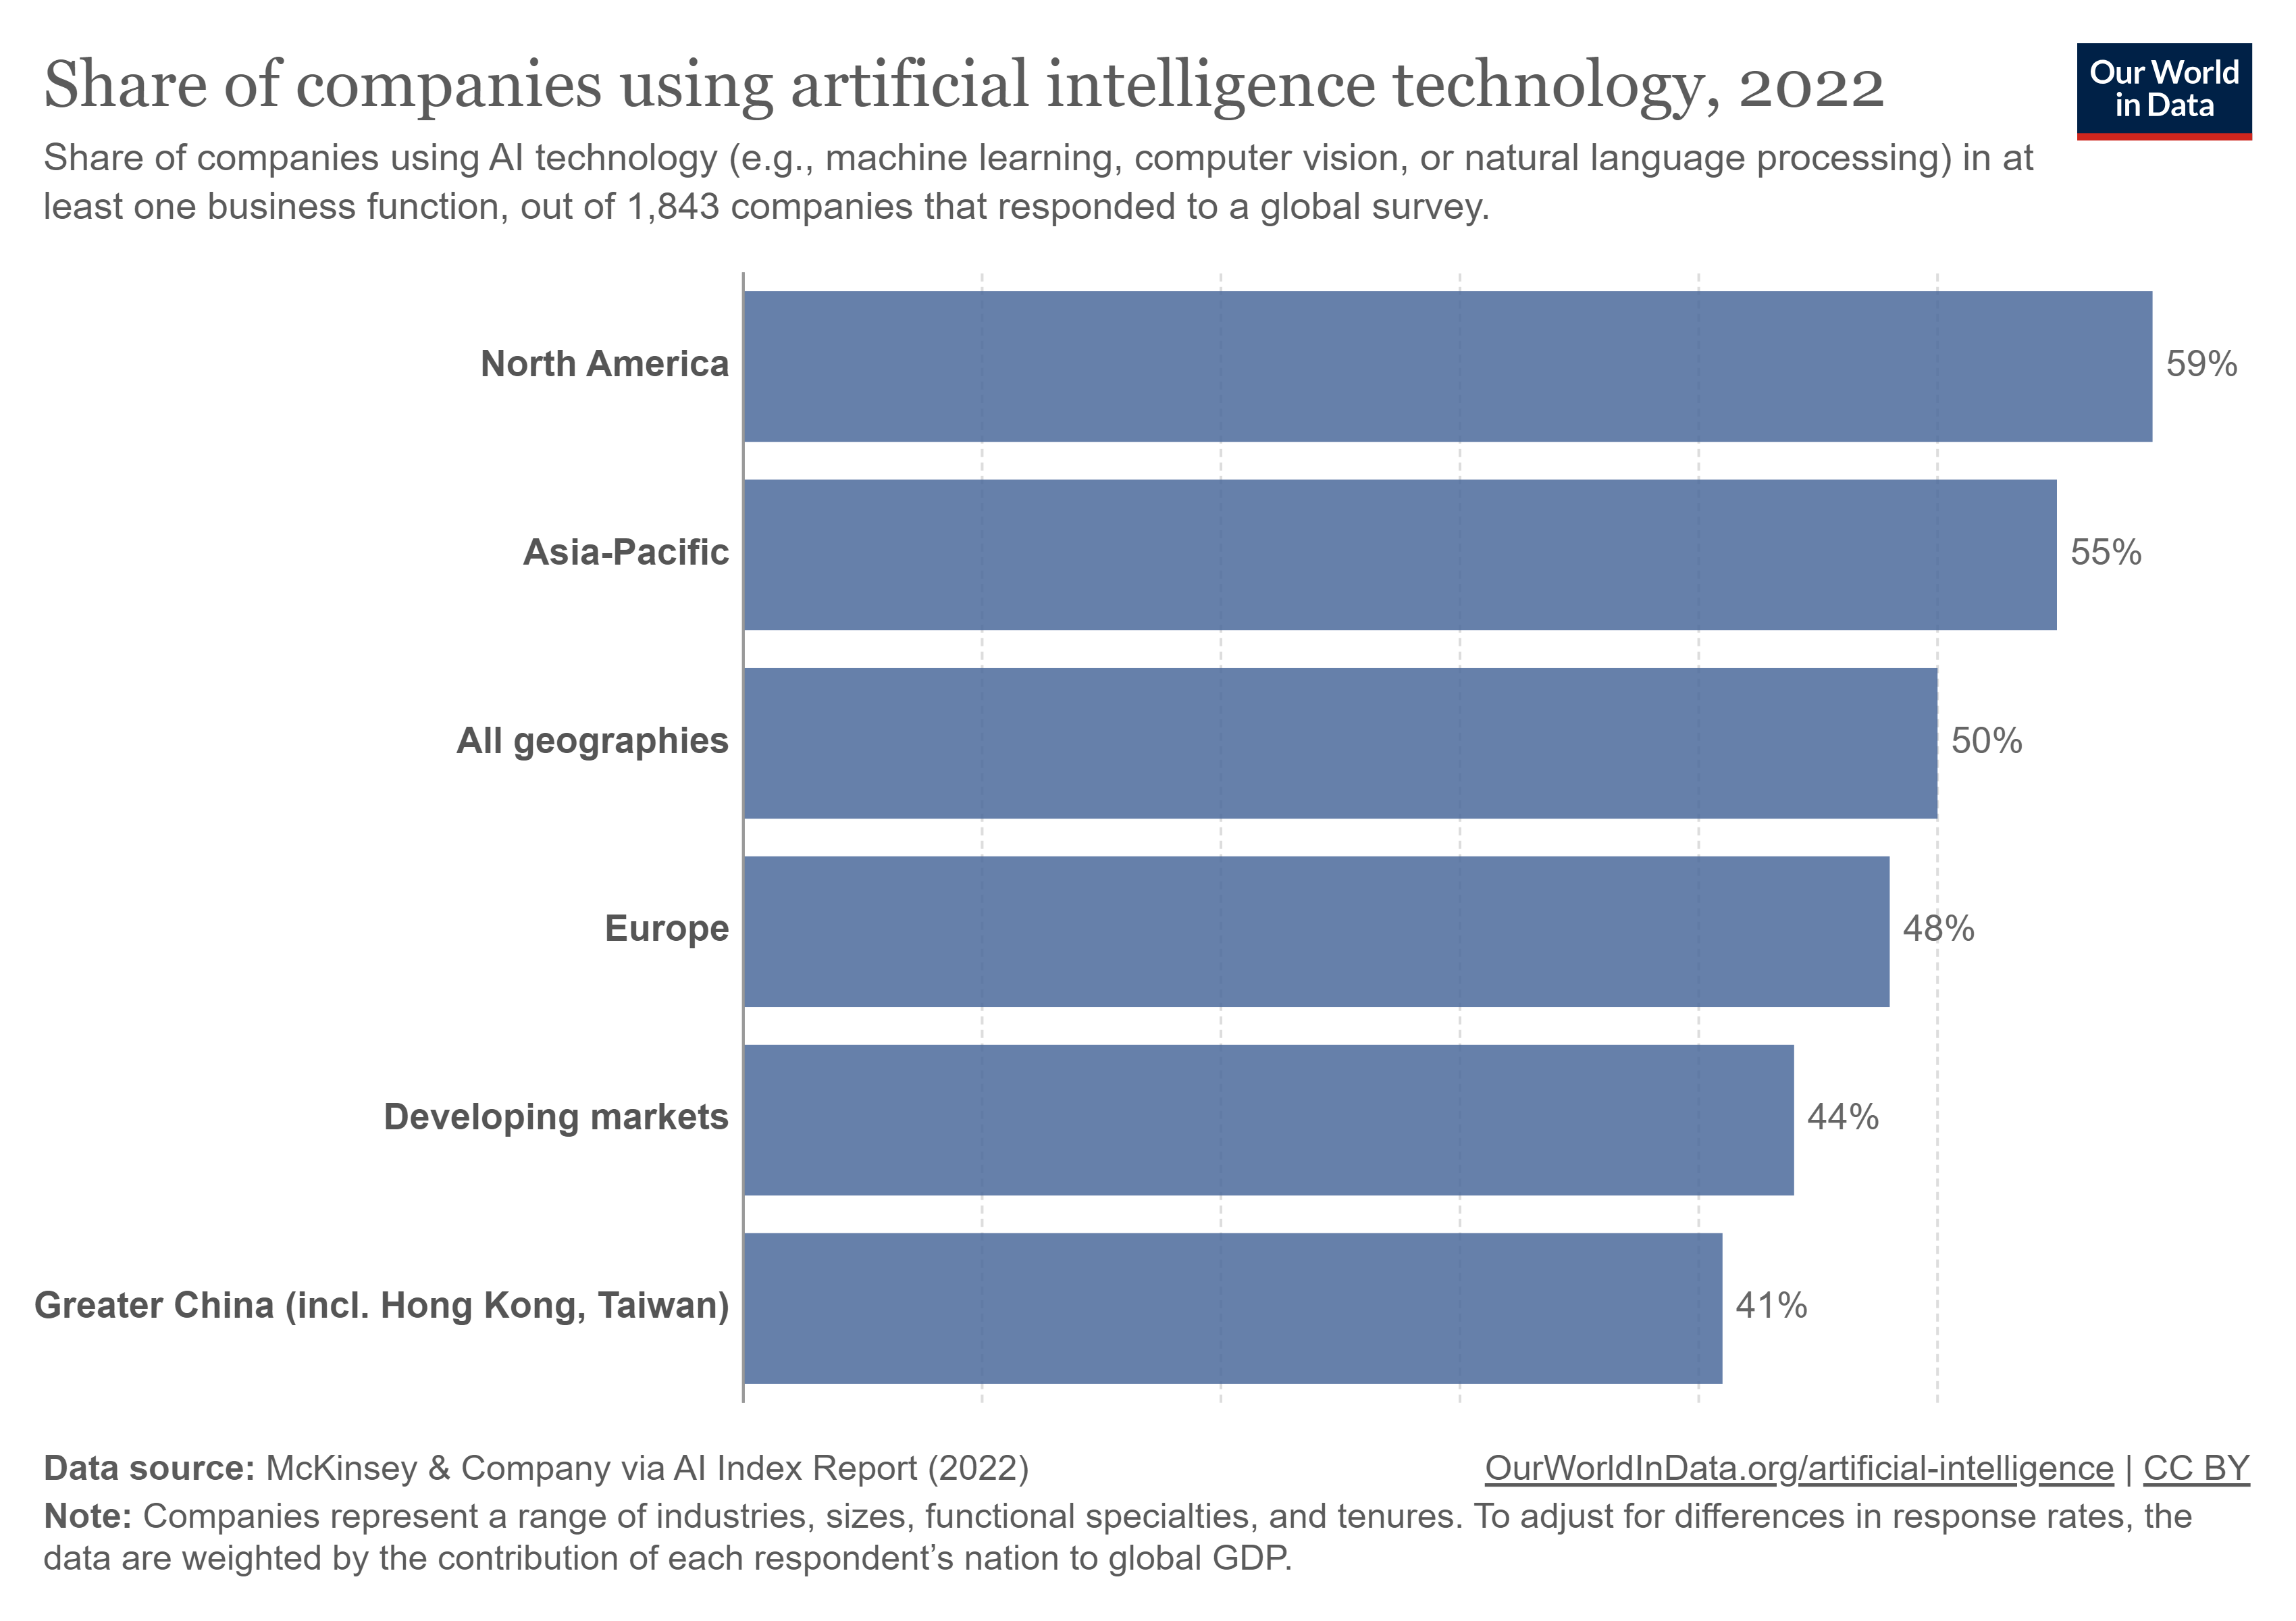 Share of companies using artificial intelligence technology, 2022
Our World
in Data
Share of companies using AI technology (e.g., machine learning, computer vision, or natural language processing) in at
least one business function, out of 1,843 companies that responded to a global survey.
North America 59%
Asia-Pacific 55%
All geographies 50%
Europe 48%
Developing markets 44%
Greater China (incl. Hong Kong, Taiwan) 41%
Data source: McKinsey & Company via AI Index Report (2022)
OurWorldInData.org/artificial-intelligence | CC BY
Note: Companies represent a range of industries, sizes, functional specialties, and tenures. To adjust for differences in response rates, the
data are weighted by the contribution of each respondent’s nation to global GDP.